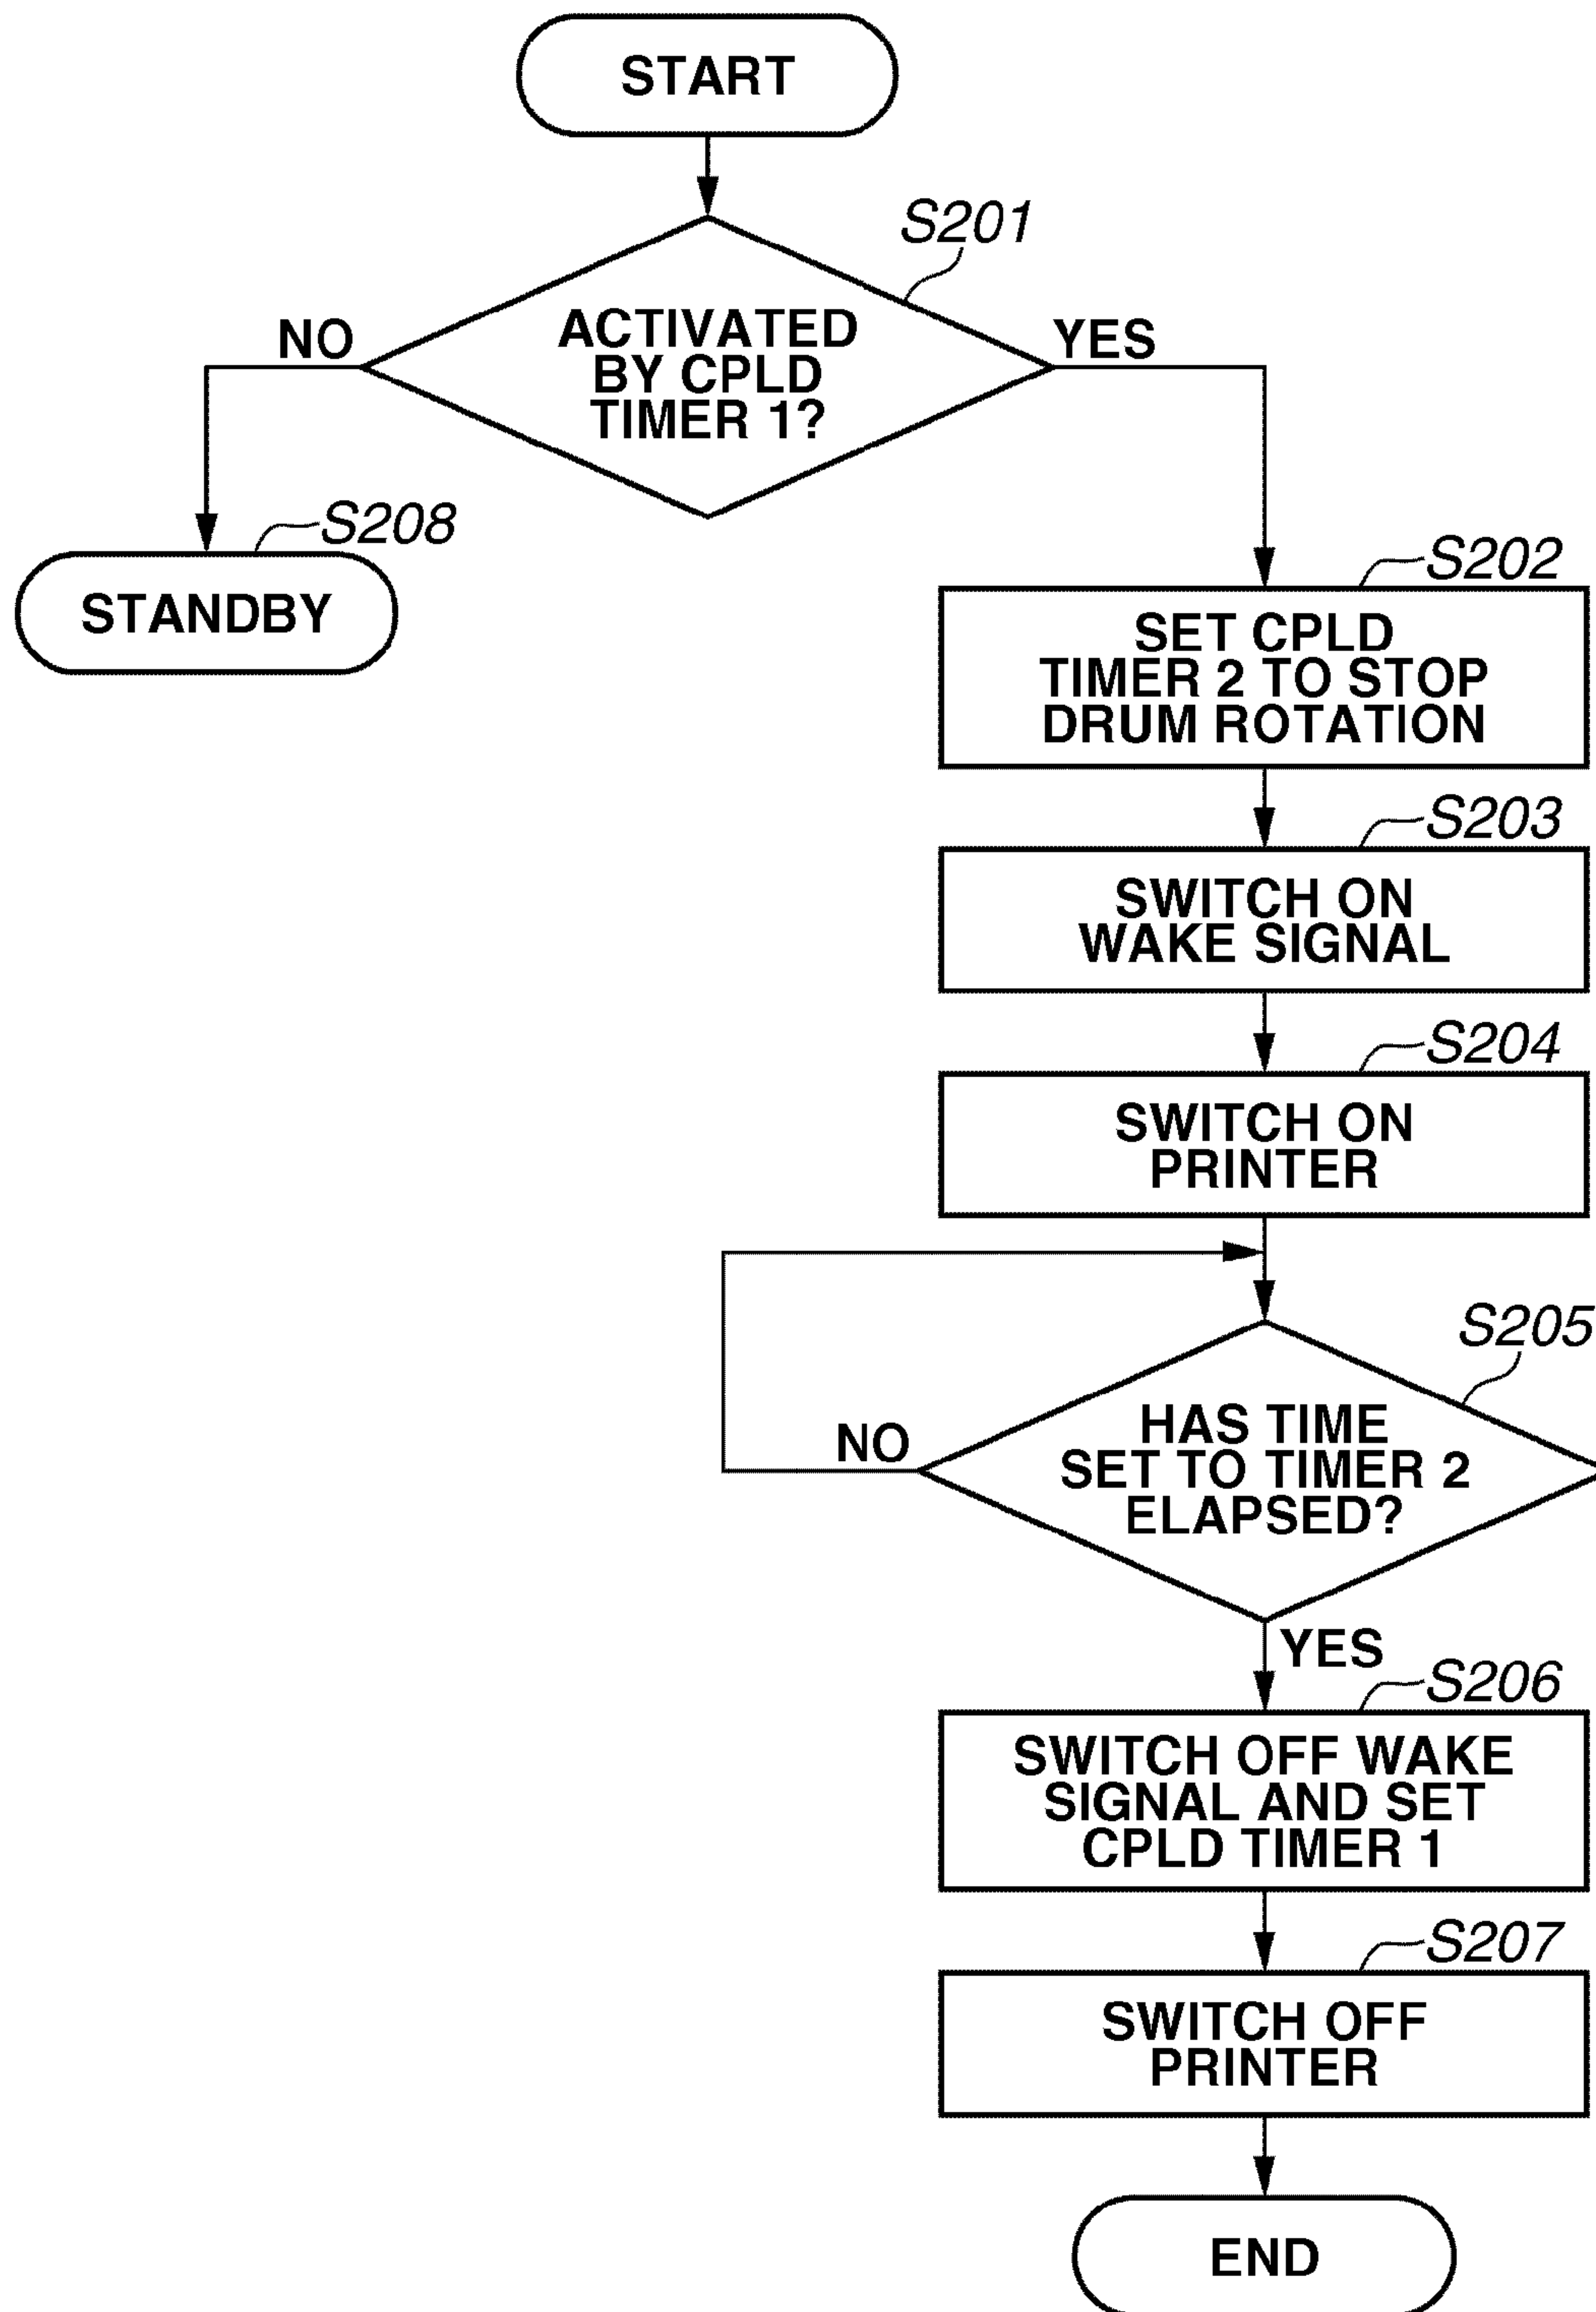 START
S201
ACTIVATED
BY CPLD
TIMER 1?
NO
YES
S208
STANDBY
S202
SET CPLD
TIMER 2 TO STOP
DRUM ROTATION
S203
SWITCH ON
WAKE SIGNAL
S204
SWITCH ON
PRINTER
S205
HAS TIME
SET TO TIMER 2
ELAPSED?
NO
YES
S206
SWITCH OFF WAKE
SIGNAL AND SET
CPLD TIMER 1
S207
SWITCH OFF
PRINTER
END